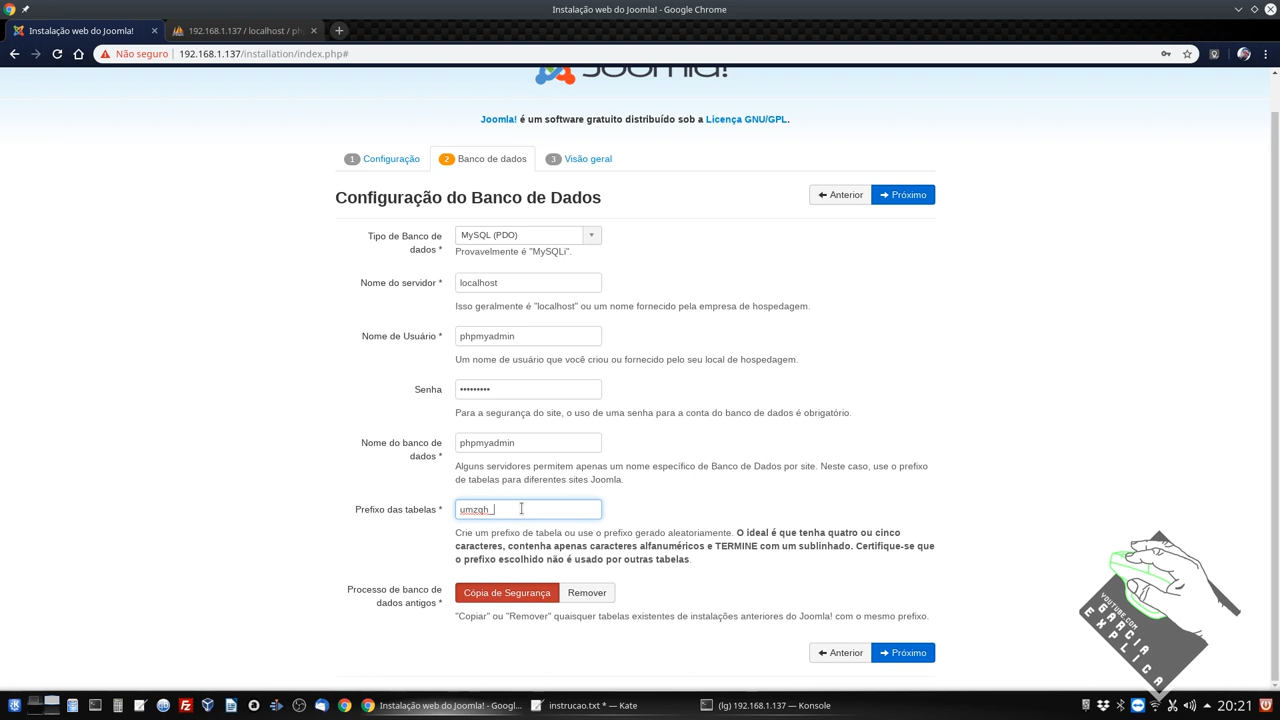 Instalação web do Joomla! - Google Chrome
Instalação web do Joomla!
192.168.1.137 / localhost / ph
Não seguro
192.168.1.137/installation/index.php#
Joomla!
Joomla! é um software gratuito distribuído sob a Licença GNU/GPL.
1 Configuração
2 Banco de dados
3 Visão geral
Configuração do Banco de Dados
Anterior
Próximo
Tipo de Banco de
dados *
MySQL (PDO)
Provavelmente é "MySQLi".
Nome do servidor *
localhost
Isso geralmente é "localhost" ou um nome fornecido pela empresa de hospedagem.
Nome de Usuário *
phpmyadmin
Um nome de usuário que você criou ou fornecido pelo seu local de hospedagem.
Senha
•••••••••
Para a segurança do site, o uso de uma senha para a conta do banco de dados é obrigatório.
Nome do banco de
dados *
phpmyadmin
Alguns servidores permitem apenas um nome específico de Banco de Dados por site. Neste caso, use o prefixo
de tabelas para diferentes sites Joomla.
Prefixo das tabelas *
umzgh_
Crie um prefixo de tabela ou use o prefixo gerado aleatoriamente. O ideal é que tenha quatro ou cinco
caracteres, contenha apenas caracteres alfanuméricos e TERMINE com um sublinhado. Certifique-se que
o prefixo escolhido não é usado por outras tabelas.
Processo de banco de
dados antigos *
Cópia de Segurança
Remover
"Copiar" ou "Remover" quaisquer tabelas existentes de instalações anteriores do Joomla! com o mesmo prefixo.
Anterior
Próximo
YOUTUBE.COM
EGARCIA
EXPLICA
Instalação web do Joomla! - Googl...
instrucao.txt * — Kate
(lg) 192.168.1.137 — Konsole
20:21